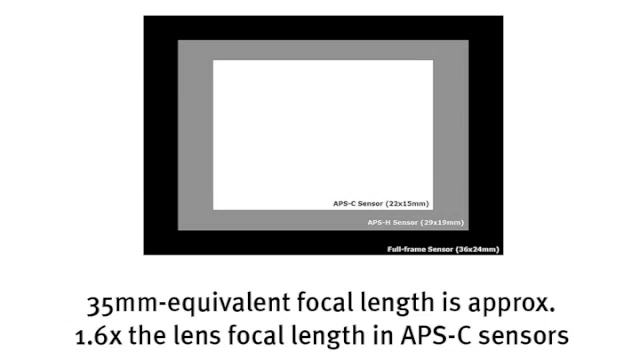 APS-C Sensor (22x15mm)
APS-H Sensor (29x19mm)
Full-frame Sensor (36x24mm)
35mm-equivalent focal length is approx.
1.6x the lens focal length in APS-C sensors